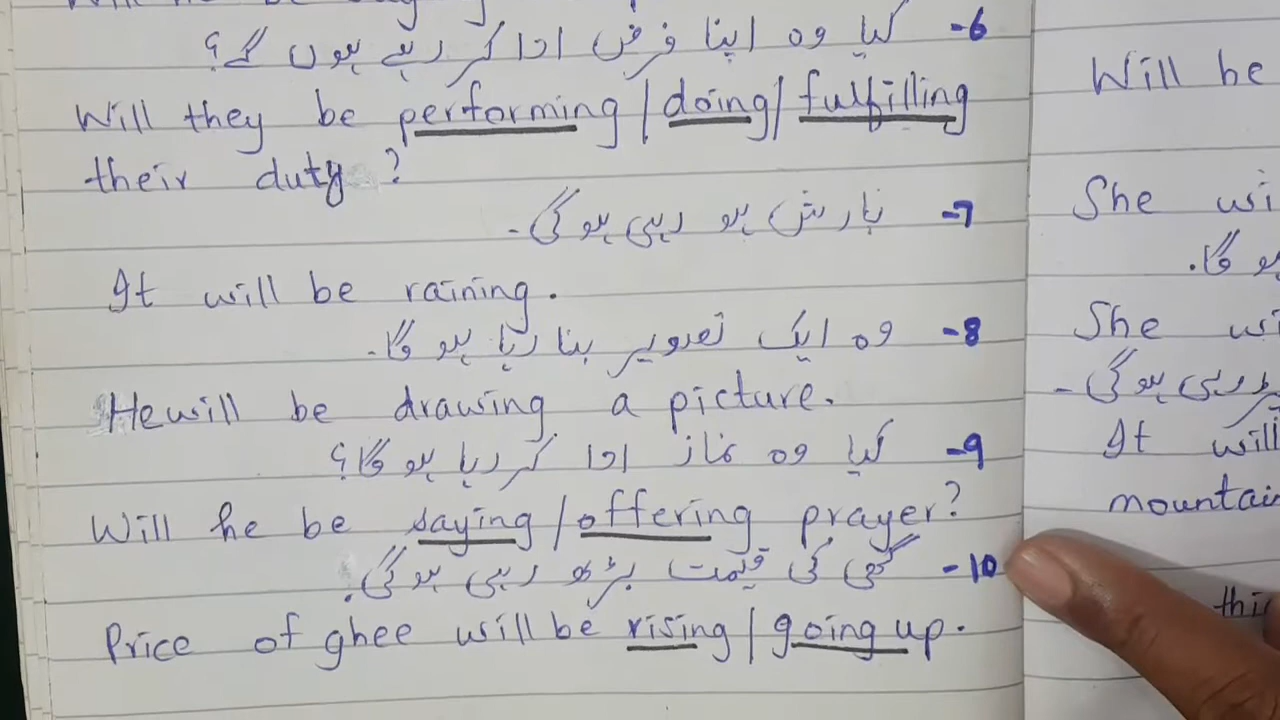 6- کیا وہ اپنا فرض ادا کر رہے ہوں گے؟
Will they be performing / doing / fulfilling
their duty?
7- بارش ہو رہی ہو گی۔
It will be raining.
8- وہ ایک تصویر بنا رہا ہو گا۔
He will be drawing a picture.
9- کیا وہ نماز ادا کر رہا ہو گا؟
Will he be saying / offering prayer?
10- گھی کی قیمت بڑھ رہی ہو گی۔
Price of ghee will be rising / going up.
Will be
She
ہو گا۔
She
رہی ہو گی۔
It will